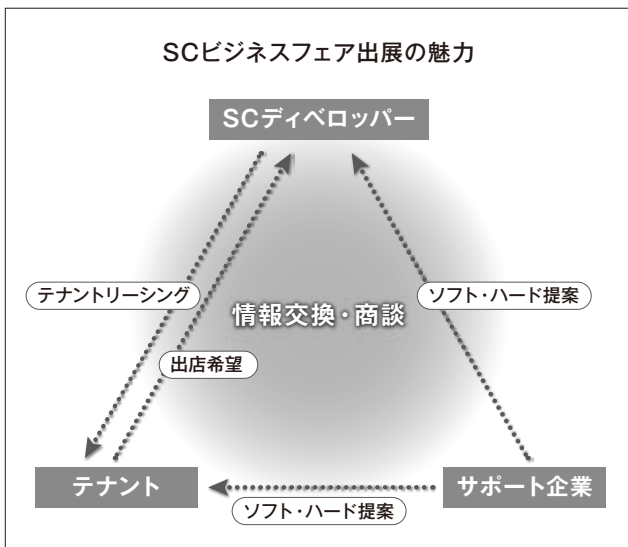 SCビジネスフェア出展の魅力
SCディベロッパー
テナントリーシング
ソフト・ハード提案
情報交換・商談
出店希望
テナント
サポート企業
ソフト・ハード提案